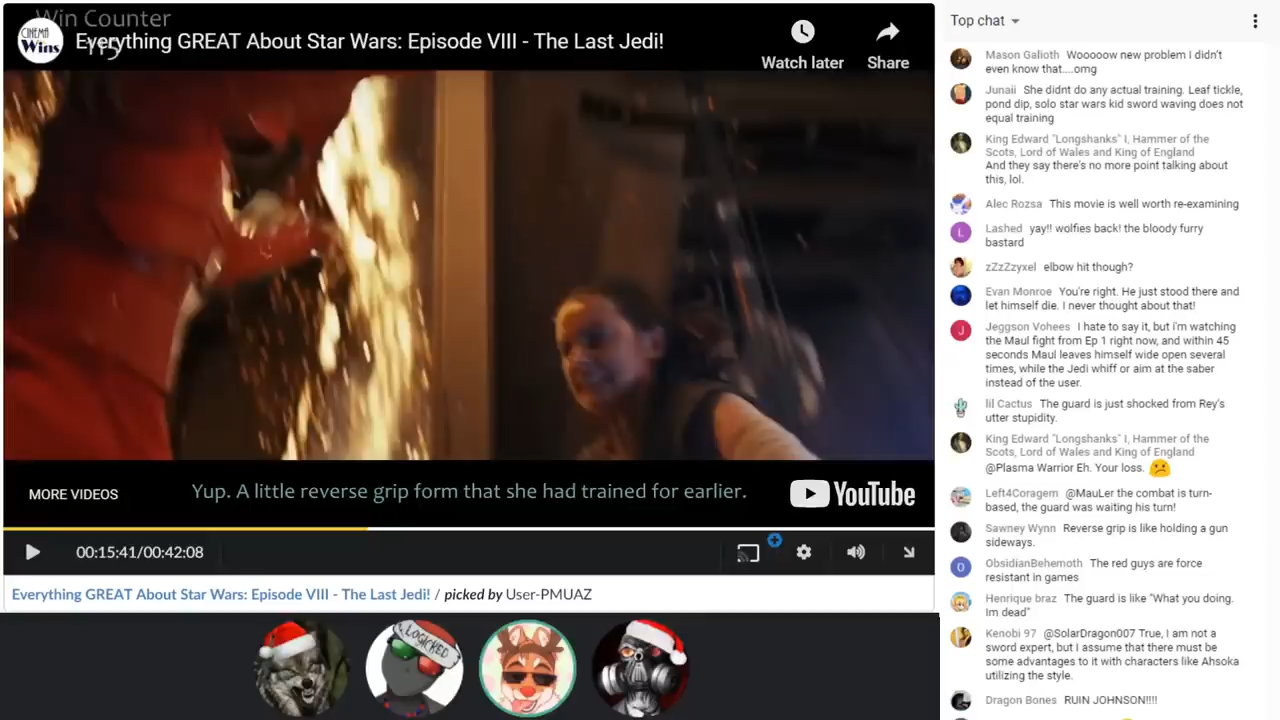 Win Counter
115
CINEMA
Wins
Everything GREAT About Star Wars: Episode VIII - The Last Jedi!
Watch later
Share
MORE VIDEOS
Yup. A little reverse grip form that she had trained for earlier.
YouTube
00:15:41/00:42:08
Everything GREAT About Star Wars: Episode VIII - The Last Jedi! / picked by User-PMUAZ
LOGICKED
Top chat
Mason Galioth Wooooow new problem I didn't
even know that....omg
Junaii She didnt do any actual training. Leaf tickle,
pond dip, solo star wars kid sword waving does not
equal training
King Edward "Longshanks" I, Hammer of the
Scots, Lord of Wales and King of England
And they say there's no more point talking about
this, lol.
Alec Rozsa This movie is well worth re-examining
L
Lashed yay!! wolfies back! the bloody furry
bastard
zZzZzyxel elbow hit though?
Evan Monroe You're right. He just stood there and
let himself die. I never thought about that!
J
Jeggson Vohees I hate to say it, but i'm watching
the Maul fight from Ep 1 right now, and within 45
seconds Maul leaves himself wide open several
times, while the Jedi whiff or aim at the saber
instead of the user.
lil Cactus The guard is just shocked from Rey's
utter stupidity.
King Edward "Longshanks" I, Hammer of the
Scots, Lord of Wales and King of England
@Plasma Warrior Eh. Your loss.
Left4Coragem @MauLer the combat is turn-
based, the guard was waiting his turn!
Sawney Wynn Reverse grip is like holding a gun
sideways.
O
ObsidianBehemoth The red guys are force
resistant in games
Henrique braz The guard is like "What you doing.
Im dead"
Kenobi 97 @SolarDragon007 True, I am not a
sword expert, but I assume that there must be
some advantages to it with characters like Ahsoka
utilizing the style.
Dragon Bones RUIN JOHNSON!!!!